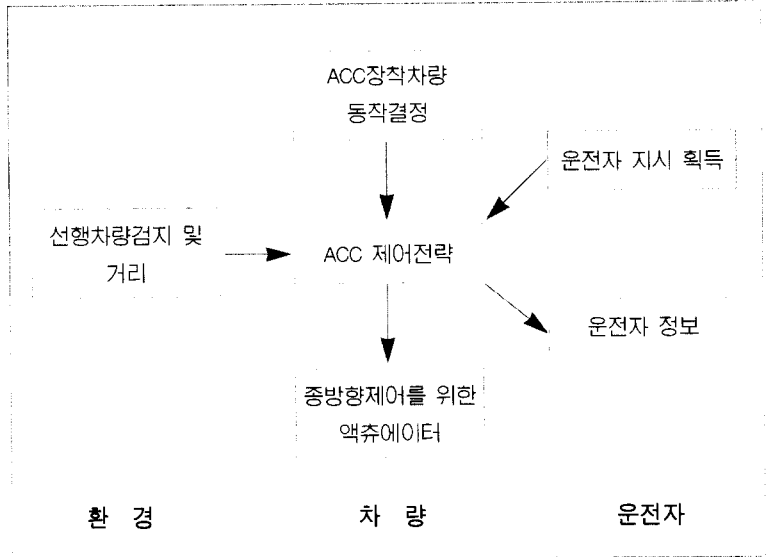 ACC장착차량
동작결정
운전자 지시 획득
선행차량검지 및
거리
ACC 제어전략
운전자 정보
종방향제어를 위한
액츄에이터
환 경
차 량
운전자